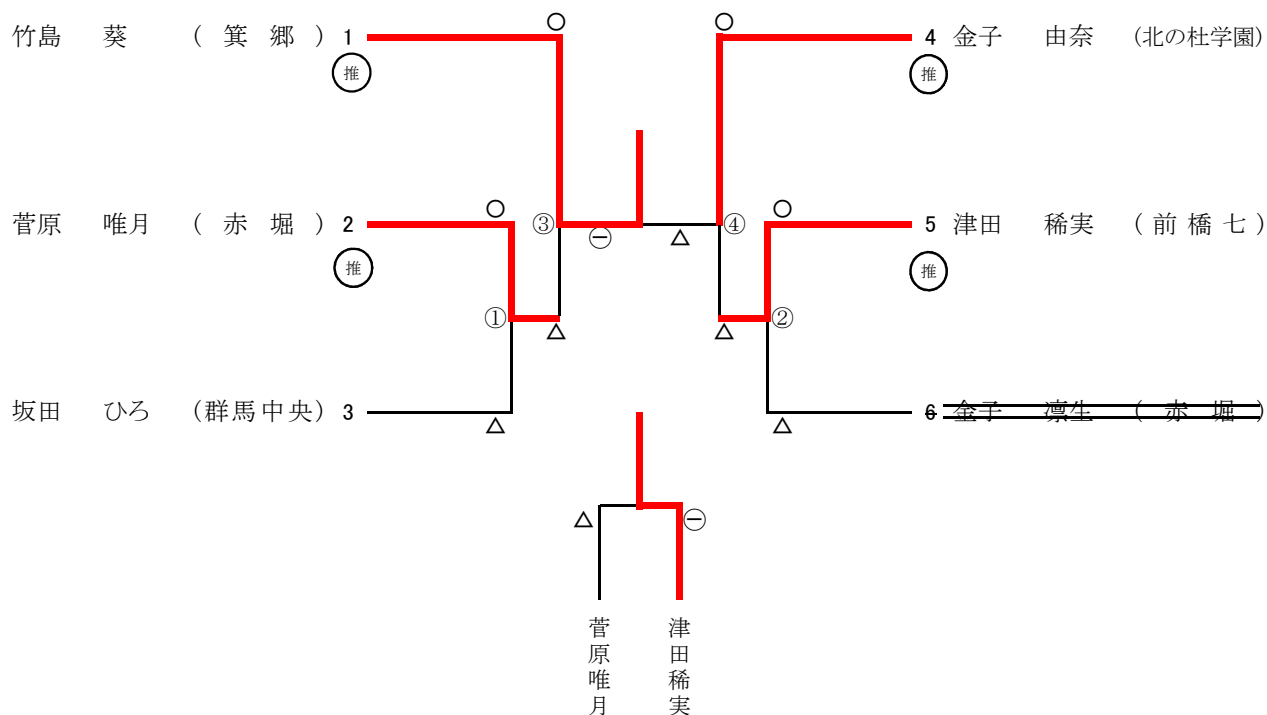 竹島 葵 (箕郷) 1
推
菅原 唯月 (赤堀) 2
推
坂田 ひろ (群馬中央) 3
4 金子 由奈 (北の杜学園)
推
5 津田 稀実 (前橋七)
推
6 金子 凛生 (赤堀)
③
④
①
②
菅原唯月
津田稀実